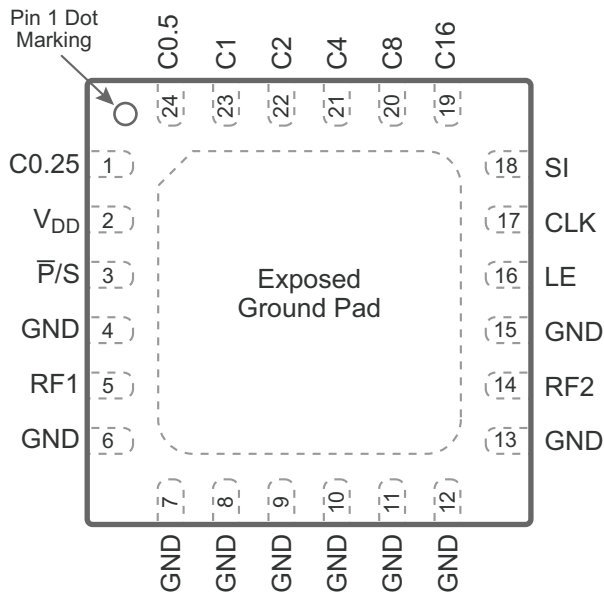 Pin 1 Dot
Marking
C0.5 C1 C2 C4 C8 C16
24 23 22 21 20 19
C0.25 1
VDD 2
P̅/S 3
GND 4
RF1 5
GND 6
18 SI
17 CLK
16 LE
15 GND
14 RF2
13 GND
Exposed
Ground Pad
7 8 9 10 11 12
GND GND GND GND GND GND